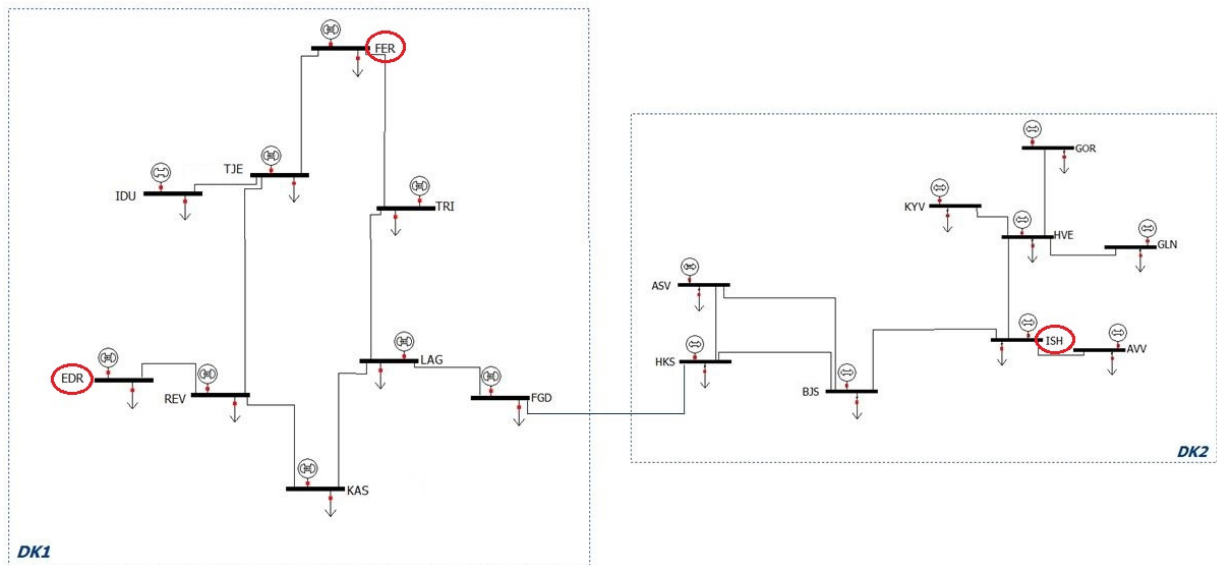 FER
GOR
TJE
IDU
KYV
TRI
HVE
GLN
ASV
ISH
AVV
LAG
HKS
EDR
REV
FGD
BJS
KAS
DK2
DK1